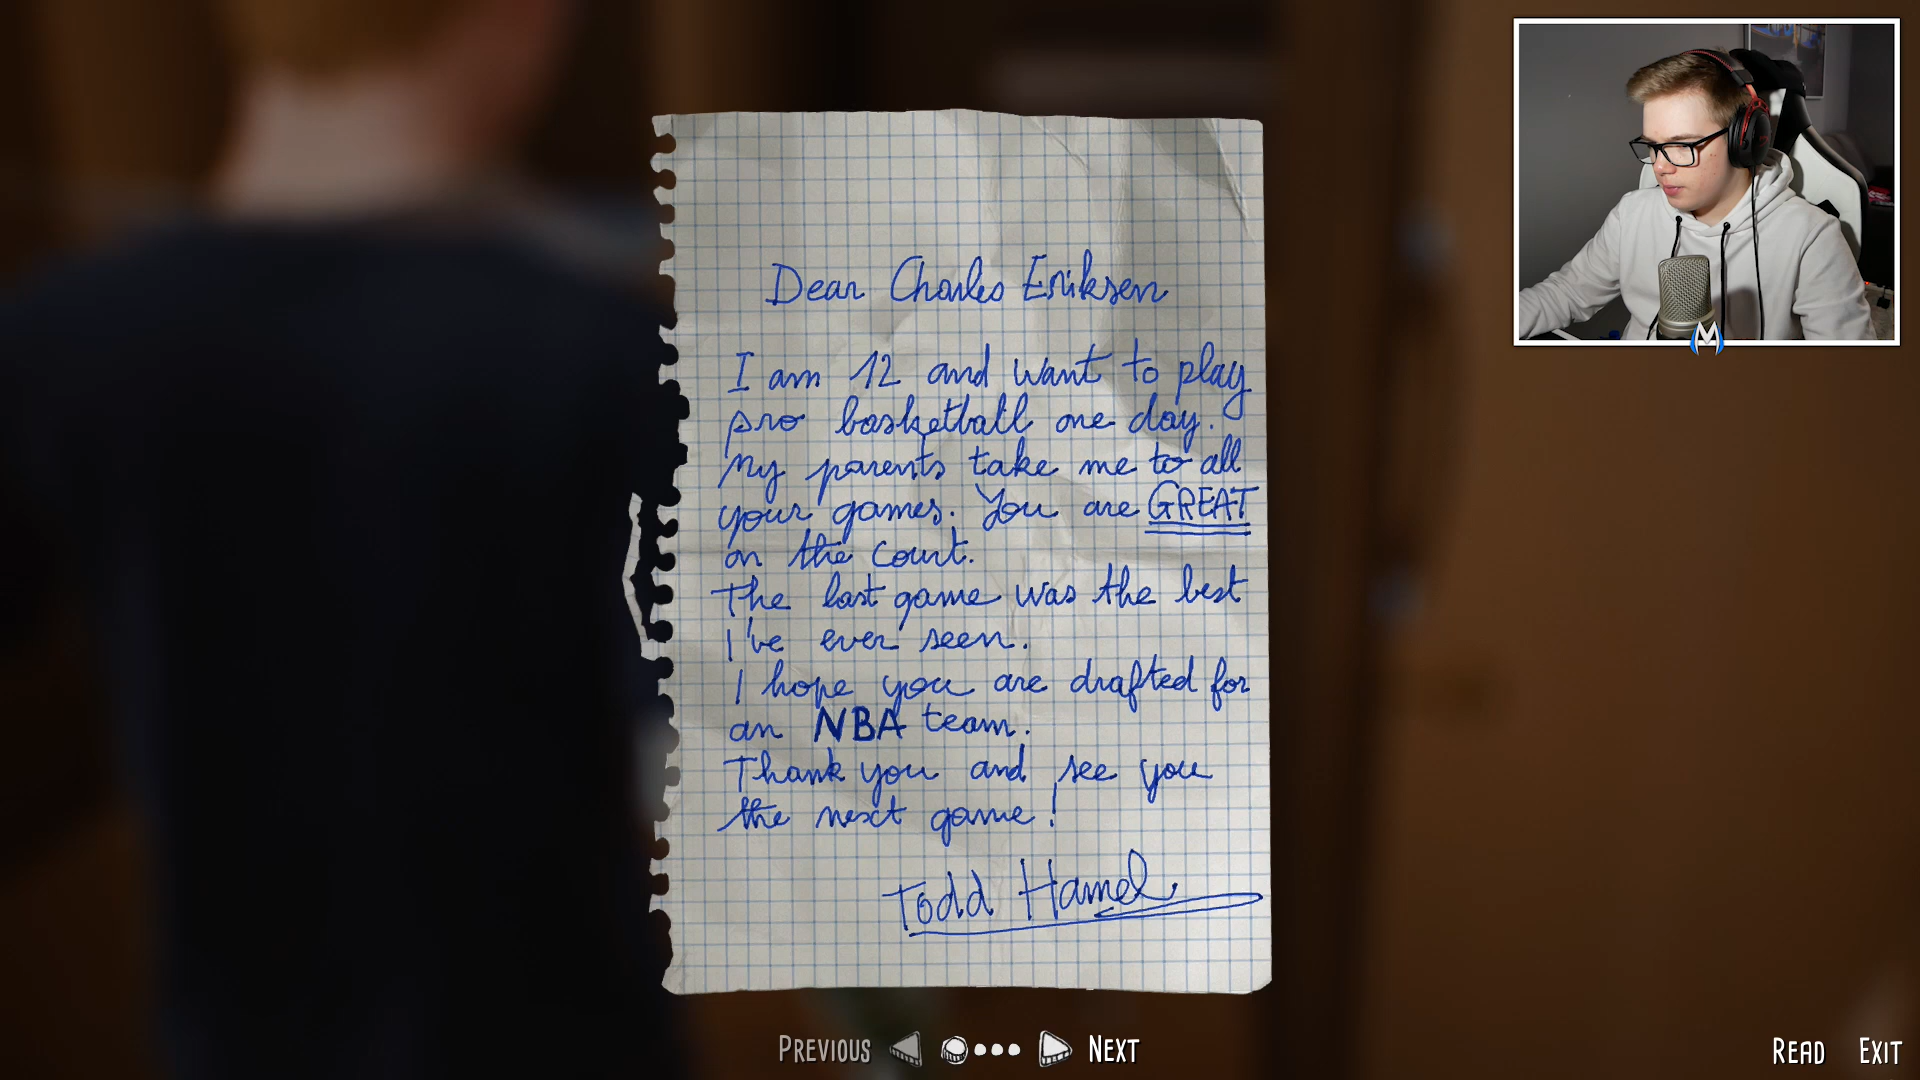 Dear Charles Eriksen
I am 12 and want to play
pro basketball one day.
My parents take me to all
your games. You are GREAT
on the court.
The last game was the best
I've ever seen.
I hope you are drafted for
an NBA team.
Thank you and see you
the next game!
Todd Hamel
PREVIOUS NEXT
READ EXIT